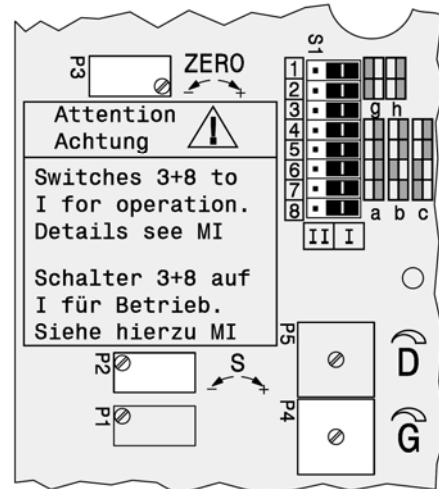 P3
ZERO
- +
S1
1
2
3
4
5
6
7
8
g h
a b c
II I
Attention
Achtung
Switches 3+8 to
I for operation.
Details see MI
Schalter 3+8 auf
I für Betrieb.
Siehe hierzu MI
P2
S
- +
P1
P5
D
P4
G